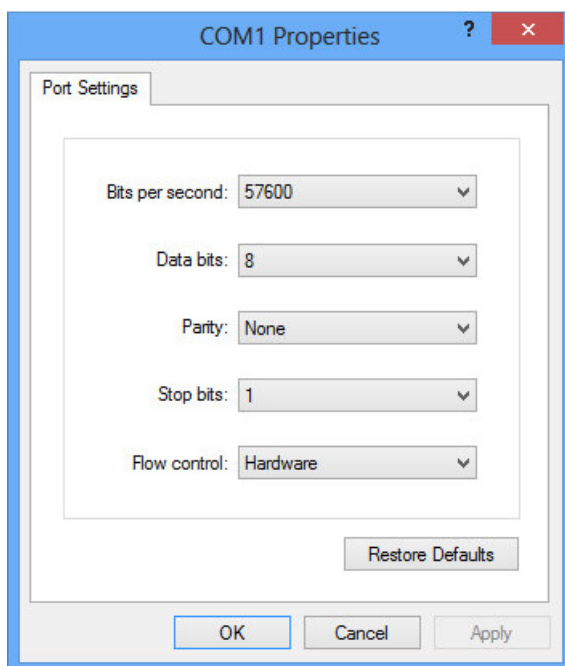 COM1 Properties ? ×
Port Settings
Bits per second: 57600
Data bits: 8
Parity: None
Stop bits: 1
Flow control: Hardware
Restore Defaults
OK Cancel Apply